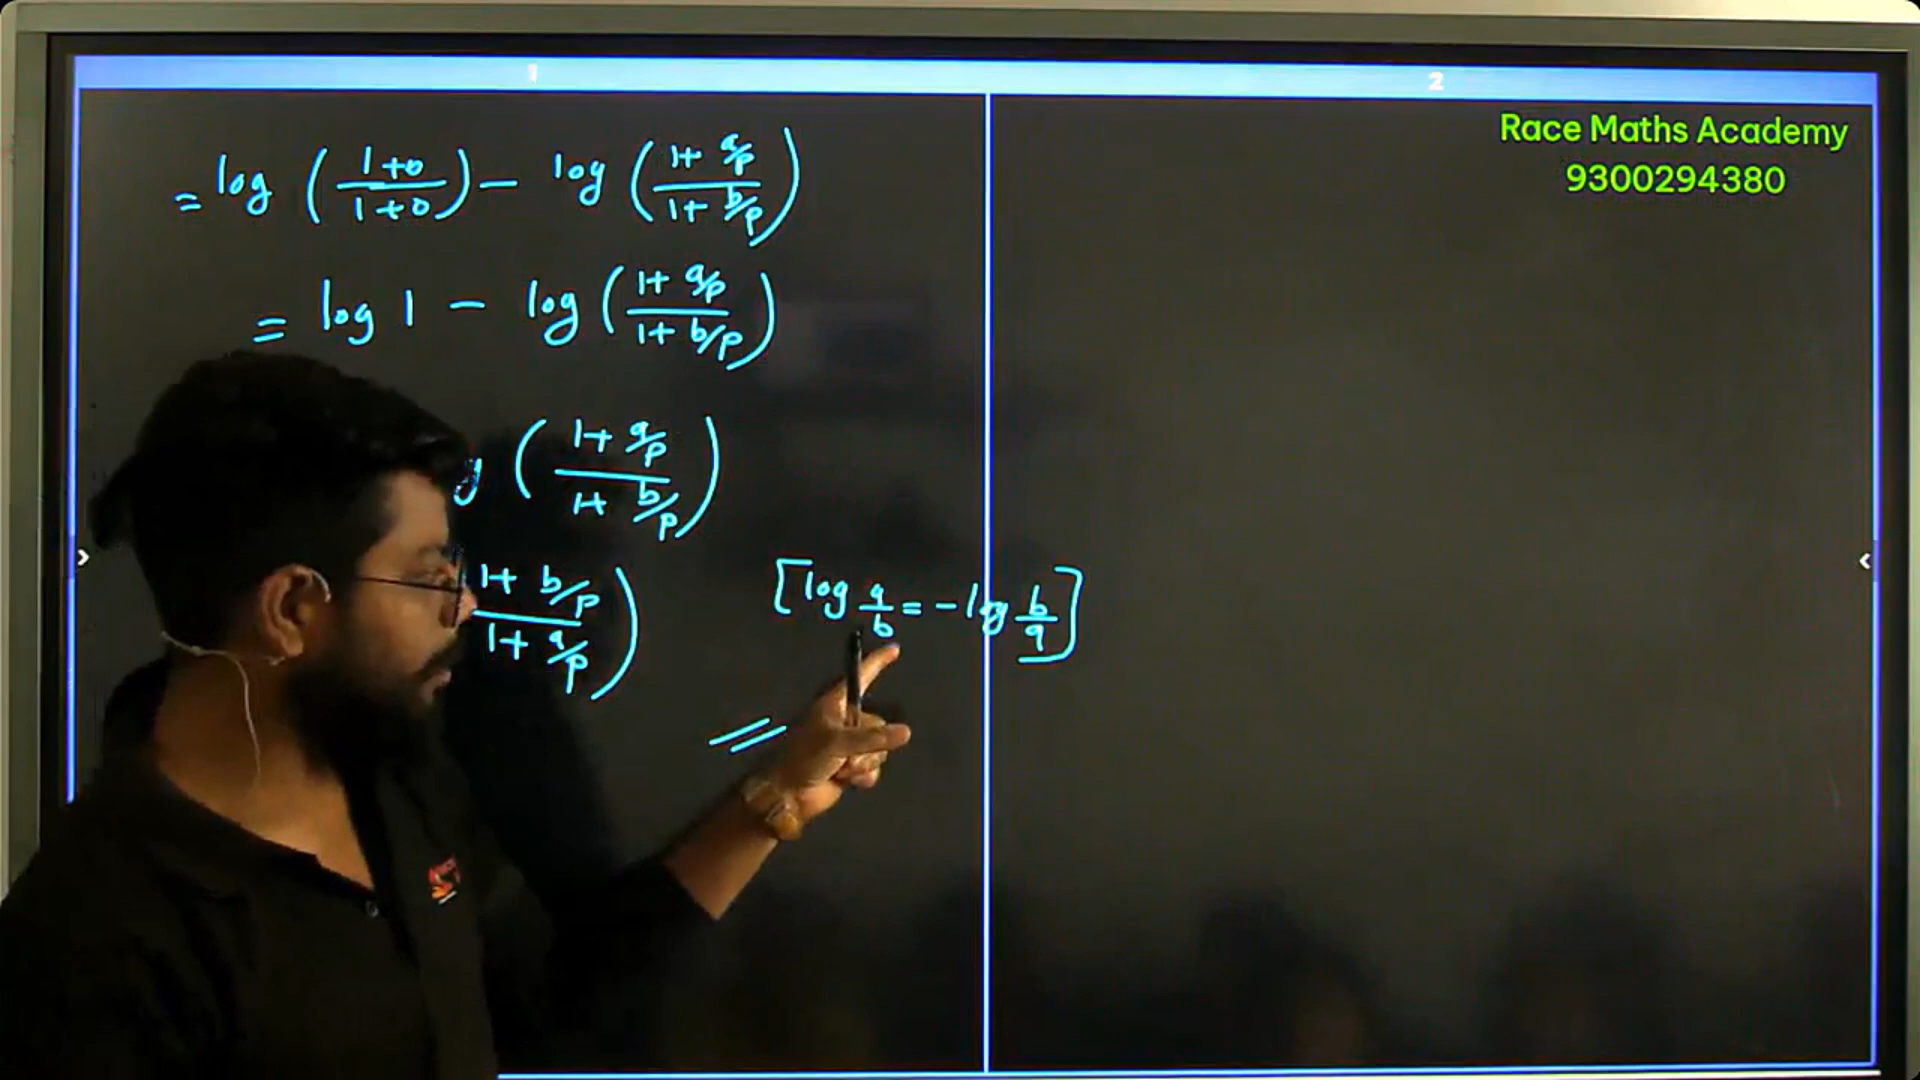 1
2
Race Maths Academy
9300294380
= log ( (1+0)/(1+0) ) - log ( (1+ a/p)/(1+ b/p) )
= log 1 - log ( (1+ a/p)/(1+ b/p) )
( (1+ a/p)/(1+ b/p) )
(1+ b/p)/(1+ a/p) )
[log a/b = -log b/a]